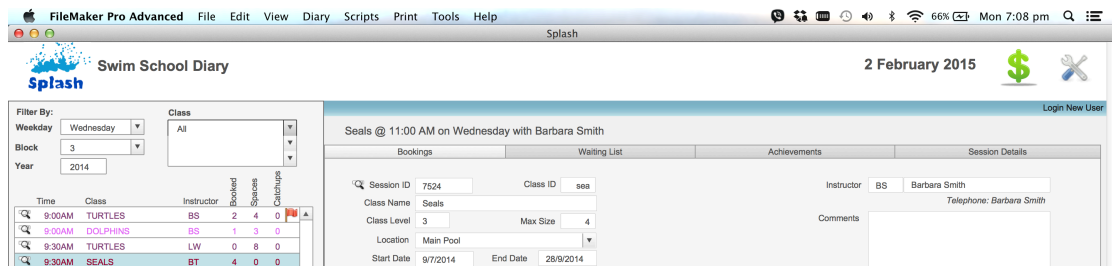 FileMaker Pro Advanced File Edit View Diary Scripts Print Tools Help 66% Mon 7:08 pm
Splash
Splash Swim School Diary 2 February 2015 $
Login New User
Filter By: Class
Weekday Wednesday All
Block 3
Year 2014
Seals @ 11:00 AM on Wednesday with Barbara Smith
Bookings Waiting List Achievements Session Details
Session ID 7524 Class ID sea Instructor BS Barbara Smith
Class Name Seals Telephone: Barbara Smith
Class Level 3 Max Size 4 Comments
Location Main Pool
Start Date 9/7/2014 End Date 28/9/2014
Time Class Instructor Booked Spaces Catchups
9:00AM TURTLES BS 2 4 0
9:00AM DOLPHINS BS 1 3 0
9:30AM TURTLES LW 0 8 0
9:30AM SEALS BT 4 0 0